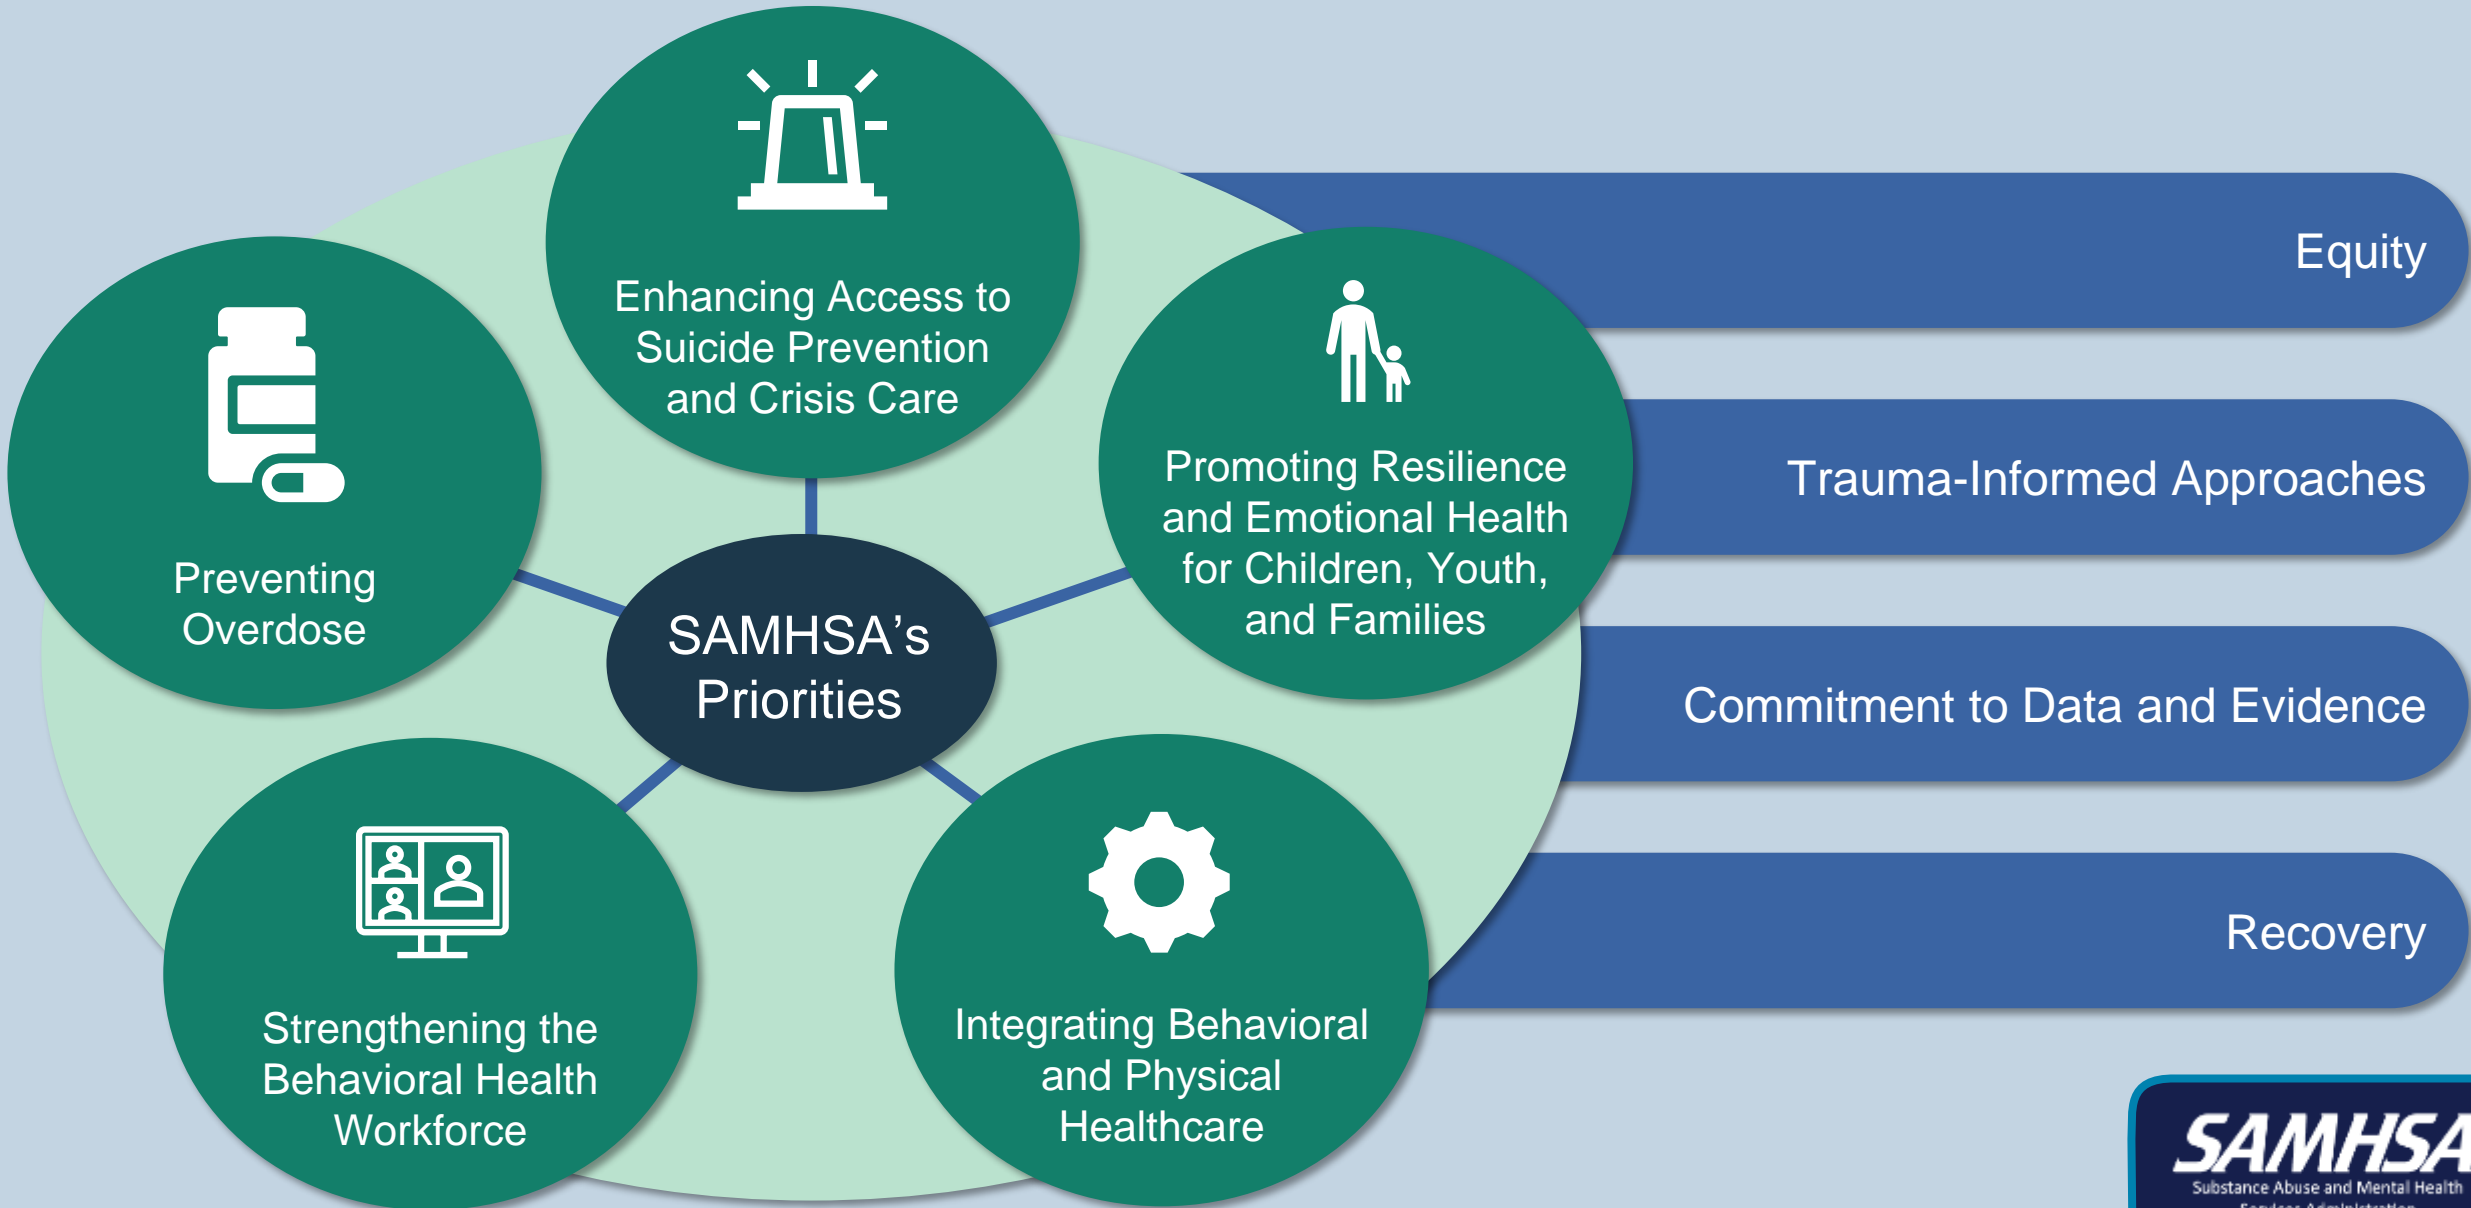 Enhancing Access to
Suicide Prevention
and Crisis Care
Preventing
Overdose
Promoting Resilience
and Emotional Health
for Children, Youth,
and Families
SAMHSA’s
Priorities
Strengthening the
Behavioral Health
Workforce
Integrating Behavioral
and Physical
Healthcare
Equity
Trauma-Informed Approaches
Commitment to Data and Evidence
Recovery
SAMHSA
Substance Abuse and Mental Health
Services Administration